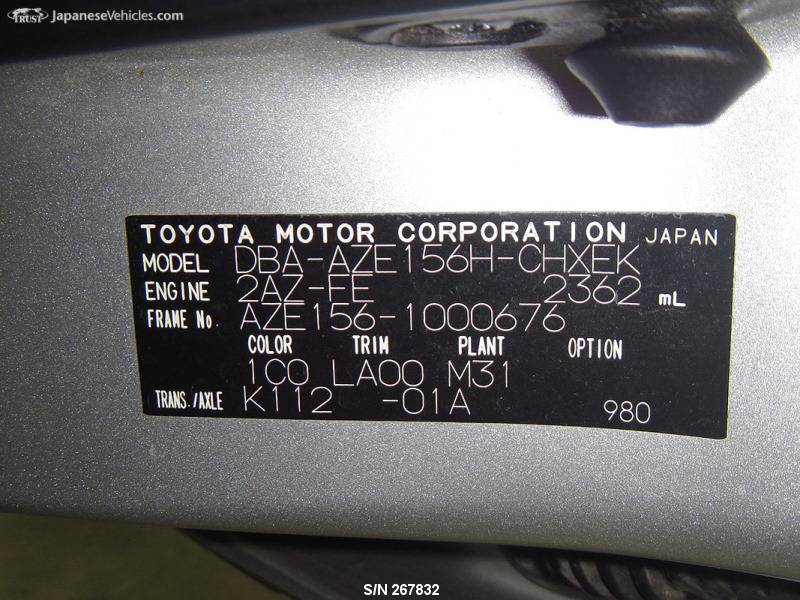 TRUST JapaneseVehicles.com
TOYOTA MOTOR CORPORATION JAPAN
MODEL DBA-AZE156H-CHXEK
ENGINE 2AZ-FE 2362 mL
FRAME No. AZE156-1000676
COLOR TRIM PLANT OPTION
1C0 LA00 M31
TRANS./AXLE K112 -01A 980
S/N 267832